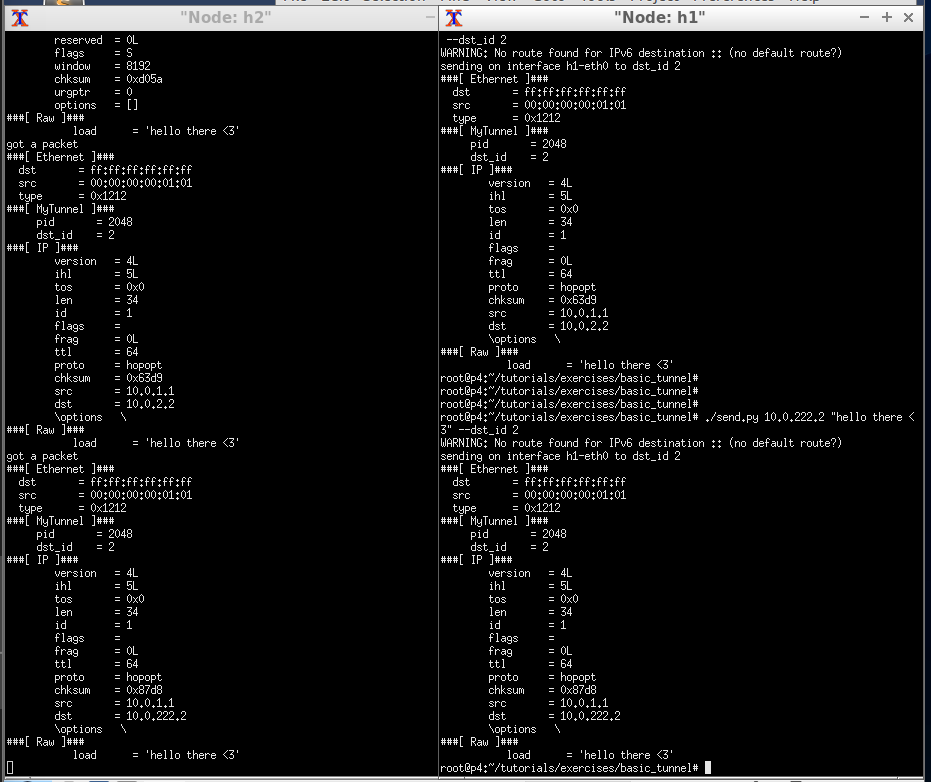 "Node: h2"
reserved = 0L
flags = S
window = 8192
chksum = 0xd05a
urgptr = 0
options = []
###[ Raw ]###
load = 'hello there <3'
got a packet
###[ Ethernet ]###
dst = ff:ff:ff:ff:ff:ff
src = 00:00:00:00:01:01
type = 0x1212
###[ MyTunnel ]###
pid = 2048
dst_id = 2
###[ IP ]###
version = 4L
ihl = 5L
tos = 0x0
len = 34
id = 1
flags =
frag = 0L
ttl = 64
proto = hopopt
chksum = 0x63d9
src = 10.0.1.1
dst = 10.0.2.2
\options \
###[ Raw ]###
load = 'hello there <3'
got a packet
###[ Ethernet ]###
dst = ff:ff:ff:ff:ff:ff
src = 00:00:00:00:01:01
type = 0x1212
###[ MyTunnel ]###
pid = 2048
dst_id = 2
###[ IP ]###
version = 4L
ihl = 5L
tos = 0x0
len = 34
id = 1
flags =
frag = 0L
ttl = 64
proto = hopopt
chksum = 0x87d8
src = 10.0.1.1
dst = 10.0.222.2
\options \
###[ Raw ]###
load = 'hello there <3'
"Node: h1"
--dst_id 2
WARNING: No route found for IPv6 destination :: (no default route?)
sending on interface h1-eth0 to dst_id 2
###[ Ethernet ]###
dst = ff:ff:ff:ff:ff:ff
src = 00:00:00:00:01:01
type = 0x1212
###[ MyTunnel ]###
pid = 2048
dst_id = 2
###[ IP ]###
version = 4L
ihl = 5L
tos = 0x0
len = 34
id = 1
flags =
frag = 0L
ttl = 64
proto = hopopt
chksum = 0x63d9
src = 10.0.1.1
dst = 10.0.2.2
\options \
###[ Raw ]###
load = 'hello there <3'
root@p4:~/tutorials/exercises/basic_tunnel#
root@p4:~/tutorials/exercises/basic_tunnel#
root@p4:~/tutorials/exercises/basic_tunnel#
root@p4:~/tutorials/exercises/basic_tunnel# ./send.py 10.0.222.2 "hello there <
3" --dst_id 2
WARNING: No route found for IPv6 destination :: (no default route?)
sending on interface h1-eth0 to dst_id 2
###[ Ethernet ]###
dst = ff:ff:ff:ff:ff:ff
src = 00:00:00:00:01:01
type = 0x1212
###[ MyTunnel ]###
pid = 2048
dst_id = 2
###[ IP ]###
version = 4L
ihl = 5L
tos = 0x0
len = 34
id = 1
flags =
frag = 0L
ttl = 64
proto = hopopt
chksum = 0x87d8
src = 10.0.1.1
dst = 10.0.222.2
\options \
###[ Raw ]###
load = 'hello there <3'
root@p4:~/tutorials/exercises/basic_tunnel#